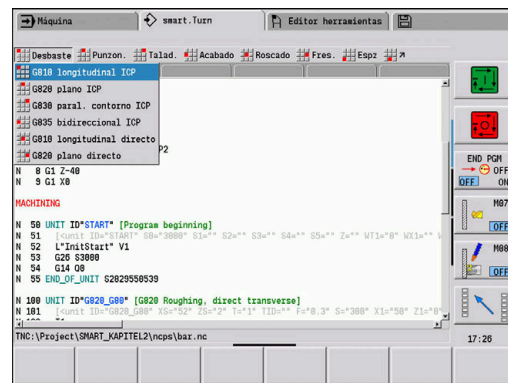 Máquina
smart.Turn
Editor herramientas
Desbaste Punzon. Talad. Acabado Roscado Fres. Espz
G810 longitudinal ICP
G820 plano ICP
G830 paral. contorno ICP
G835 bidireccional ICP
G810 longitudinal directo
G820 plano directo
P2
N 8 G1 Z-40
N 9 G1 X0
MACHINING
N 50 UNIT ID"START" [Program beginning]
N 51 [<unit ID="START" S0="3000" S1="" S2="" S3="" S4="" S5="" Z="" WT1="0" WX1=""
N 52 L"InitStart" V1
N 53 G26 S3000
N 54 G14 Q0
N 55 END_OF_UNIT S2829550539
N 100 UNIT ID"G820_G80" [G820 Roughing, direct transverse]
N 101 [<unit ID="G820_G80" XS="52" ZS="2" T="1" TID="" F="0.3" S="300" X1="50" Z1="0"
TNC:\Project\SMART_KAPITEL2\ncps\bar.nc
END PGM
OFF
OFF ON
M07
OFF
M08
OFF
17:26